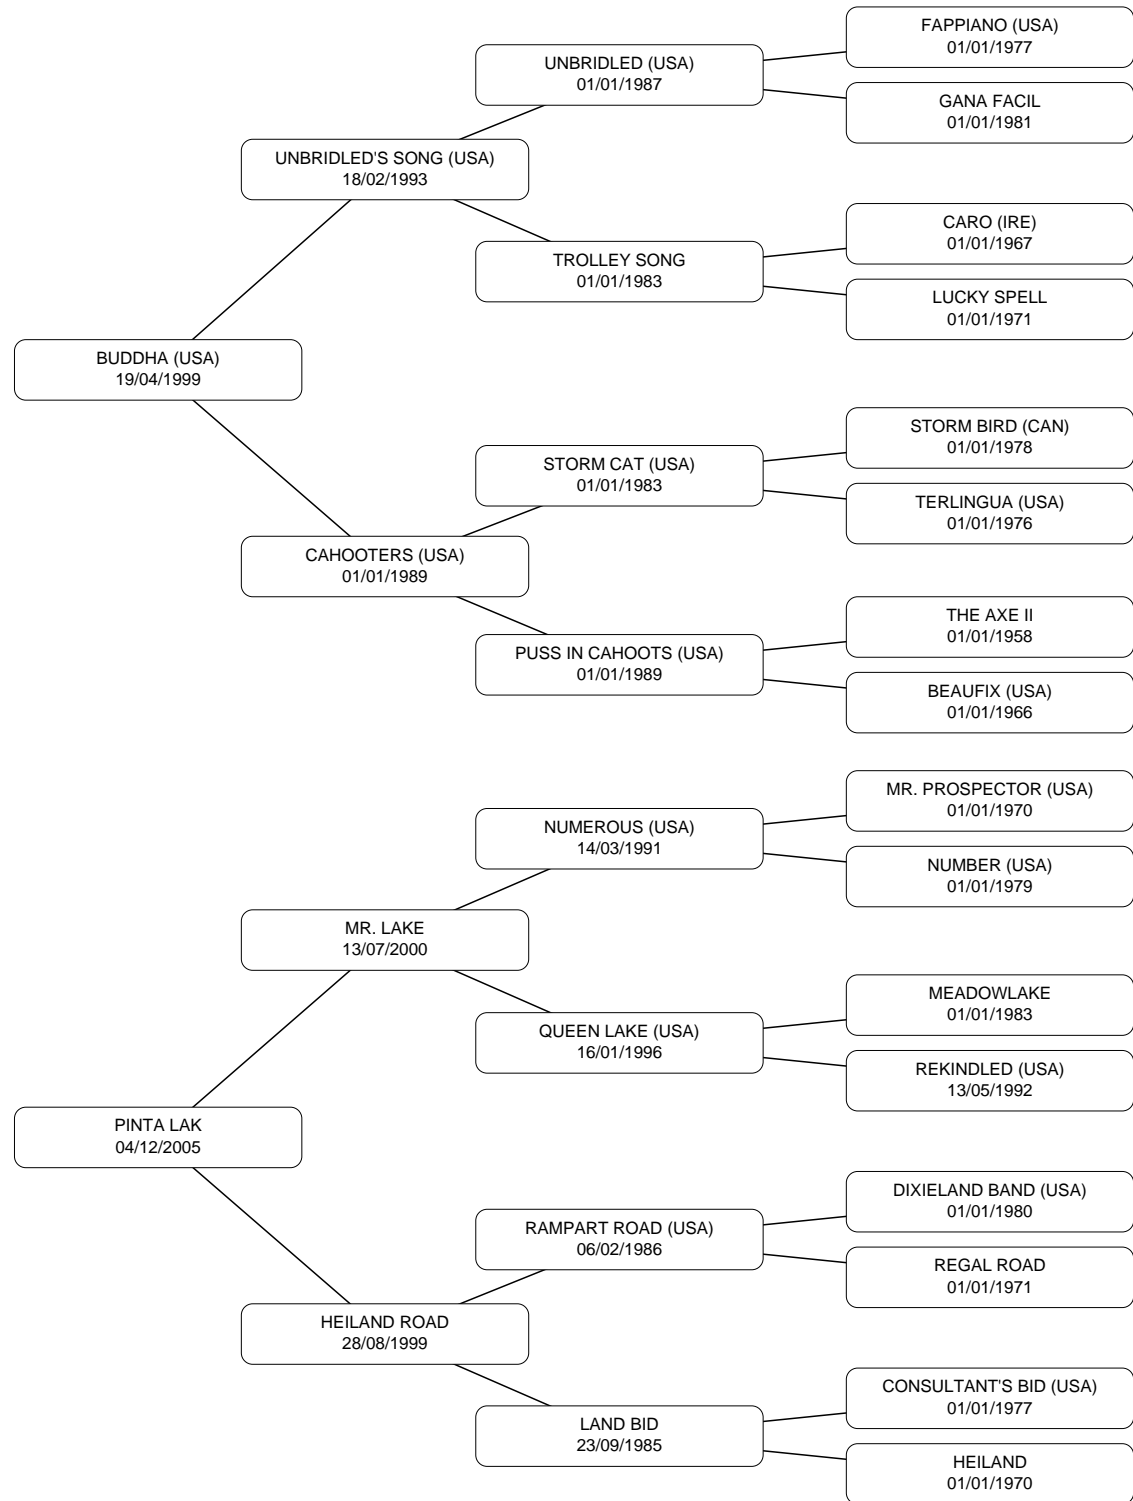 FAPPIANO (USA)
01/01/1977
UNBRIDLED (USA)
01/01/1987
GANA FACIL
01/01/1981
UNBRIDLED'S SONG (USA)
18/02/1993
CARO (IRE)
01/01/1967
TROLLEY SONG
01/01/1983
LUCKY SPELL
01/01/1971
BUDDHA (USA)
19/04/1999
STORM BIRD (CAN)
01/01/1978
STORM CAT (USA)
01/01/1983
TERLINGUA (USA)
01/01/1976
CAHOOTERS (USA)
01/01/1989
THE AXE II
01/01/1958
PUSS IN CAHOOTS (USA)
01/01/1989
BEAUFIX (USA)
01/01/1966
MR. PROSPECTOR (USA)
01/01/1970
NUMEROUS (USA)
14/03/1991
NUMBER (USA)
01/01/1979
MR. LAKE
13/07/2000
MEADOWLAKE
01/01/1983
QUEEN LAKE (USA)
16/01/1996
REKINDLED (USA)
13/05/1992
PINTA LAK
04/12/2005
DIXIELAND BAND (USA)
01/01/1980
RAMPART ROAD (USA)
06/02/1986
REGAL ROAD
01/01/1971
HEILAND ROAD
28/08/1999
CONSULTANT'S BID (USA)
01/01/1977
LAND BID
23/09/1985
HEILAND
01/01/1970